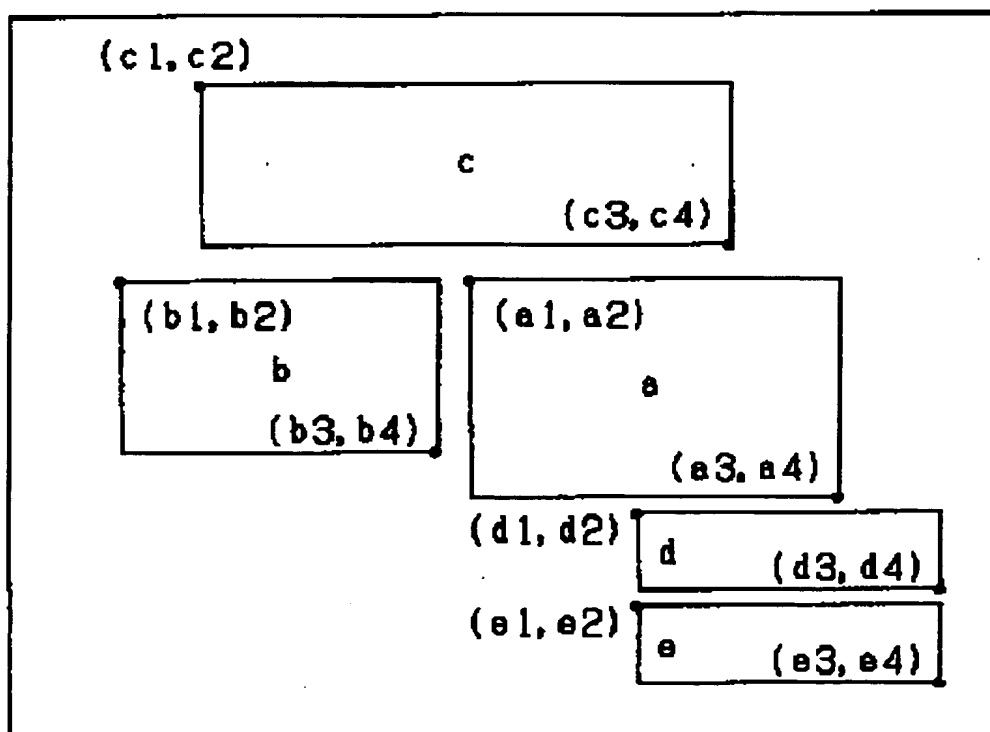 (c1, c2)
c
(c3, c4)
(b1, b2)
b
(b3, b4)
(a1, a2)
a
(a3, a4)
(d1, d2)
d
(d3, d4)
(e1, e2)
e
(e3, e4)